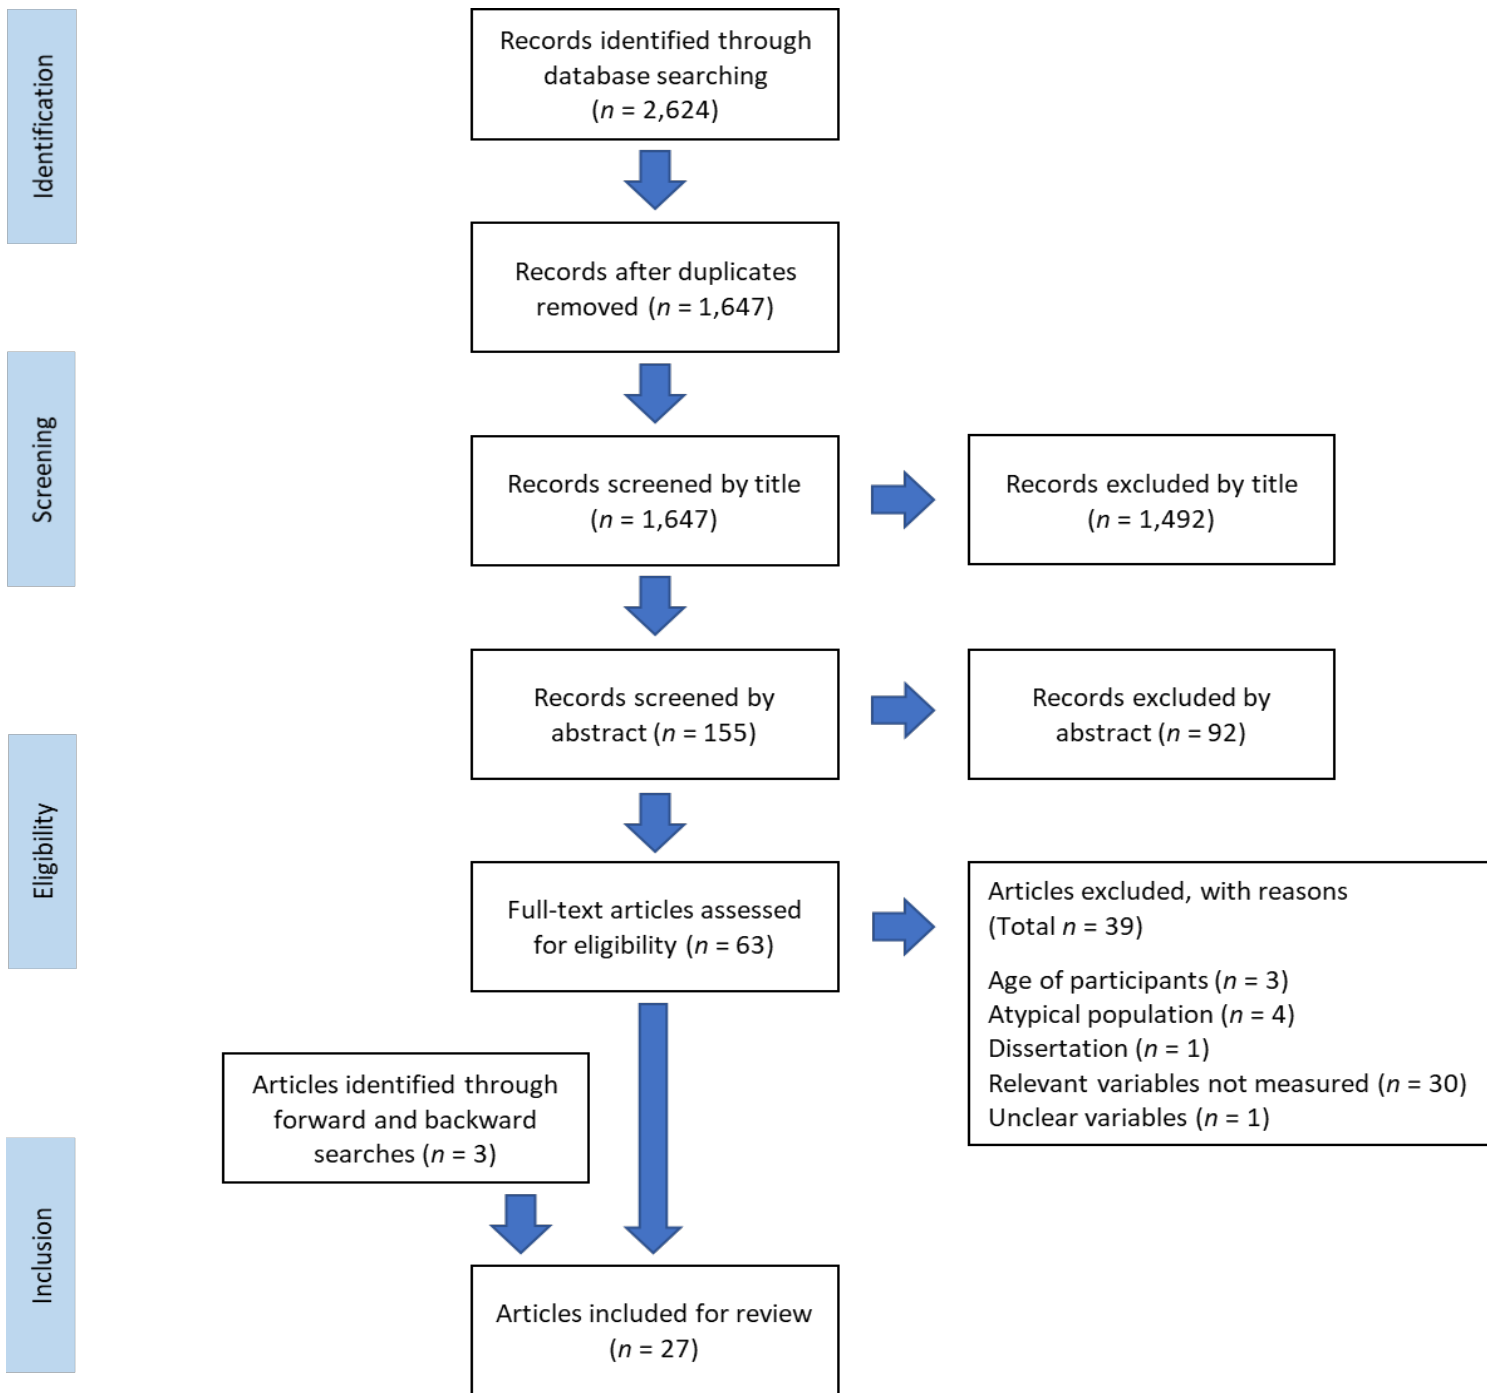 Identification
Records identified through
database searching
(n = 2,624)
Records after duplicates
removed (n = 1,647)
Screening
Records screened by title
(n = 1,647)
Records excluded by title
(n = 1,492)
Records screened by
abstract (n = 155)
Records excluded by
abstract (n = 92)
Eligibility
Full-text articles assessed
for eligibility (n = 63)
Articles excluded, with reasons
(Total n = 39)
Age of participants (n = 3)
Atypical population (n = 4)
Dissertation (n = 1)
Relevant variables not measured (n = 30)
Unclear variables (n = 1)
Articles identified through
forward and backward
searches (n = 3)
Inclusion
Articles included for review
(n = 27)